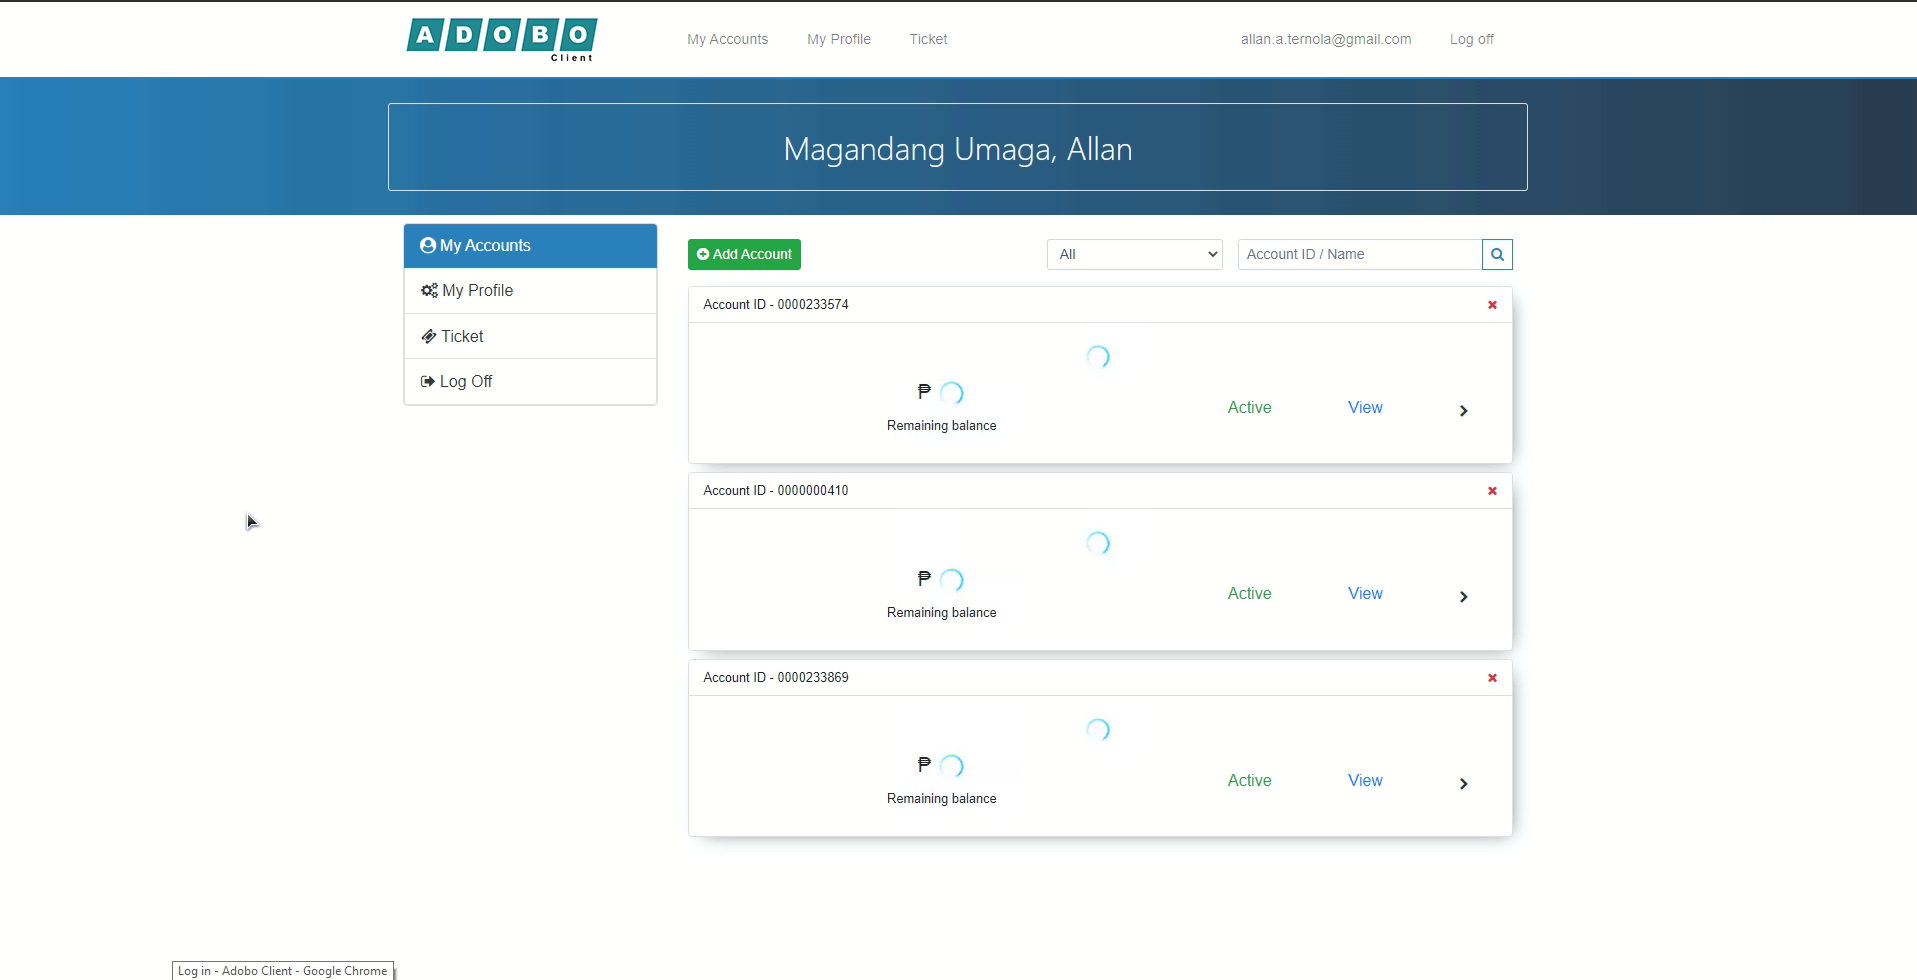 ADOBO
Client
My Accounts
My Profile
Ticket
allan.a.ternola@gmail.com
Log off
Magandang Umaga, Allan
My Accounts
My Profile
Ticket
Log Off
Add Account
All
Account ID / Name
Account ID - 0000233574
₱
Remaining balance
Active
View
Account ID - 0000000410
₱
Remaining balance
Active
View
Account ID - 0000233869
₱
Remaining balance
Active
View
Log in - Adobo Client - Google Chrome